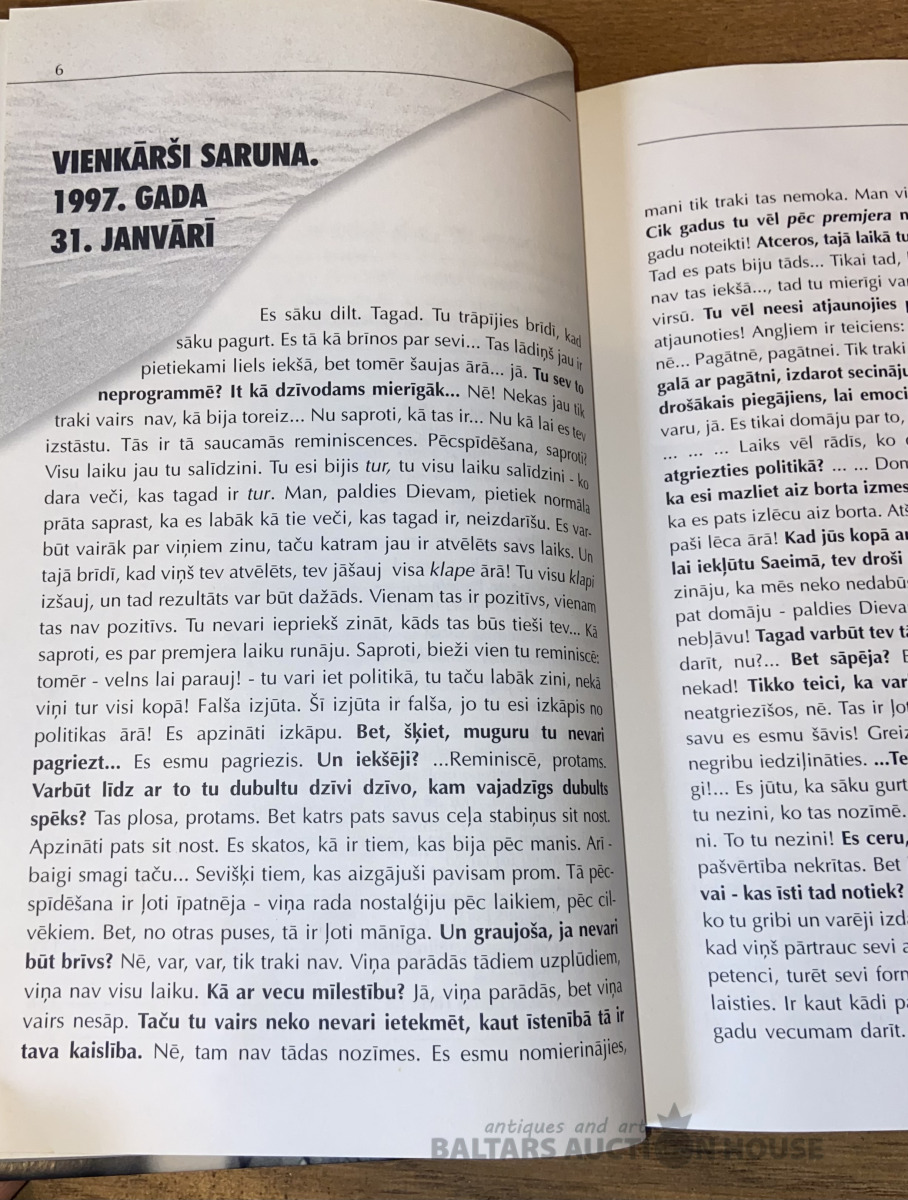 6
VIENKĀRŠI SARUNA.
1997. GADA
31. JANVĀRĪ
Es sāku dilt. Tagad. Tu trāpījies brīdī, kad
sāku pagurt. Es tā kā brīnos par sevi... Tas lādiņš jau ir
pietiekami liels iekšā, bet tomēr šaujas ārā... jā. Tu sev to
neprogrammē? It kā dzīvodams mierīgāk... Nē! Nekas jau tik
traki vairs nav, kā bija toreiz... Nu saproti, kā tas ir... Nu kā lai es tev
izstāstu. Tās ir tā saucamās reminiscences. Pēcspīdēšana, saproti?
Visu laiku jau tu salīdzini. Tu esi bijis tur, tu visu laiku salīdzini - ko
dara veči, kas tagad ir tur. Man, paldies Dievam, pietiek normāla
prāta saprast, ka es labāk kā tie veči, kas tagad ir, neizdarīšu. Es var-
būt vairāk par viņiem zinu, taču katram jau ir atvēlēts savs laiks. Un
tajā brīdī, kad viņš tev atvēlēts, tev jāšauj visa klape ārā! Tu visu klapi
izšauj, un tad rezultāts var būt dažāds. Vienam tas ir pozitīvs, vienam
tas nav pozitīvs. Tu nevari iepriekš zināt, kāds tas būs tieši tev... Kā
saproti, es par premjera laiku runāju. Saproti, bieži vien tu reminiscē:
tomēr - velns lai parauj! - tu vari iet politikā, tu taču labāk zini, nekā
viņi tur visi kopā! Falša izjūta. Šī izjūta ir falša, jo tu esi izkāpis no
politikas ārā! Es apzināti izkāpu. Bet, šķiet, muguru tu nevari
pagriezt... Es esmu pagriezis. Un iekšēji? ...Reminiscē, protams.
Varbūt līdz ar to tu dubultu dzīvi dzīvo, kam vajadzīgs dubults
spēks? Tas plosa, protams. Bet katrs pats savus ceļa stabiņus sit nost.
Apzināti pats sit nost. Es skatos, kā ir tiem, kas bija pēc manis. Arī -
baigi smagi taču... Sevišķi tiem, kas aizgājuši pavisam prom. Tā pēc-
spīdēšana ir ļoti īpatnēja - viņa rada nostalģiju pēc laikiem, pēc cil-
vēkiem. Bet, no otras puses, tā ir ļoti mānīga. Un graujoša, ja nevari
būt brīvs? Nē, var, var, tik traki nav. Viņa parādās tādiem uzplūdiem,
viņa nav visu laiku. Kā ar vecu mīlestību? Jā, viņa parādās, bet viņa
vairs nesāp. Taču tu vairs neko nevari ietekmēt, kaut īstenībā tā ir
tava kaislība. Nē, tam nav tādas nozīmes. Es esmu nomierinājies,
mani tik traki tas nemoka. Man vi
Cik gadus tu vēl pēc premjera n
gadu noteikti! Atceros, tajā laikā tu
Tad es pats biju tāds... Tikai tad,
nav tas iekšā..., tad tu mierīgi var
virsū. Tu vēl neesi atjaunojies p
atjaunoties! Angļiem ir teiciens:
nē... Pagātnē, pagātnei. Tik traki
galā ar pagātni, izdarot secināju
drošākais piegājiens, lai emoci
varu, jā. Es tikai domāju par to,
... ... ... Laiks vēl rādīs, ko
atgriezties politikā? ... ... Dom
ka esi mazliet aiz borta izmes
ka es pats izlēcu aiz borta. Atš
paši lēca ārā! Kad jūs kopā ar
lai iekļūtu Saeimā, tev droši
zināju, ka mēs neko nedabūs
pat domāju - paldies Dieva
nebļāvu! Tagad varbūt tev tā
darīt, nu?... Bet sāpēja? E
nekad! Tikko teici, ka var
neatgriezīšos, nē. Tas ir ļot
savu es esmu šāvis! Greiz
negribu iedziļināties. ...Te
gi!... Es jūtu, ka sāku gurt
tu nezini, ko tas nozīmē.
ni. To tu nezini! Es ceru,
pašvērtība nekrītas. Bet
vai - kas īsti tad notiek?
ko tu gribi un varēji izda
kad viņš pārtrauc sevi a
petenci, turēt sevi form
laisties. Ir kaut kādi pa
gadu vecumam darīt.
antiques and art
BALTARS AUCTION HOUSE